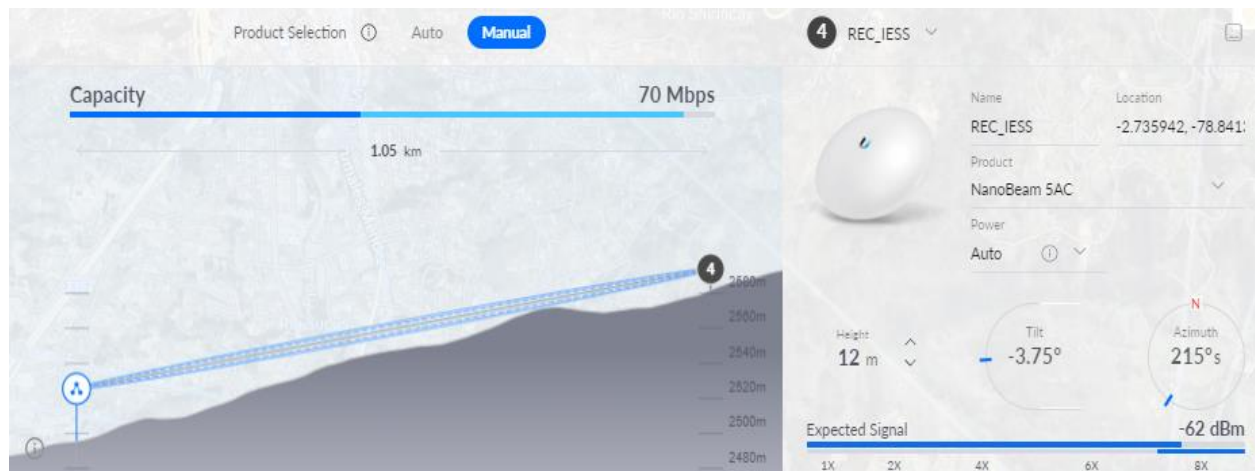 Product Selection Auto Manual
Capacity 70 Mbps
1.05 km
2580m
2560m
2540m
2520m
2500m
2480m
4 REC_IESS
4
Name Location
REC_IESS -2.735942, -78.841
Product
NanoBeam 5AC
Power
Auto
N
Height Tilt Azimuth
12 m -3.75° 215°s
Expected Signal -62 dBm
1X 2X 4X 6X 8X